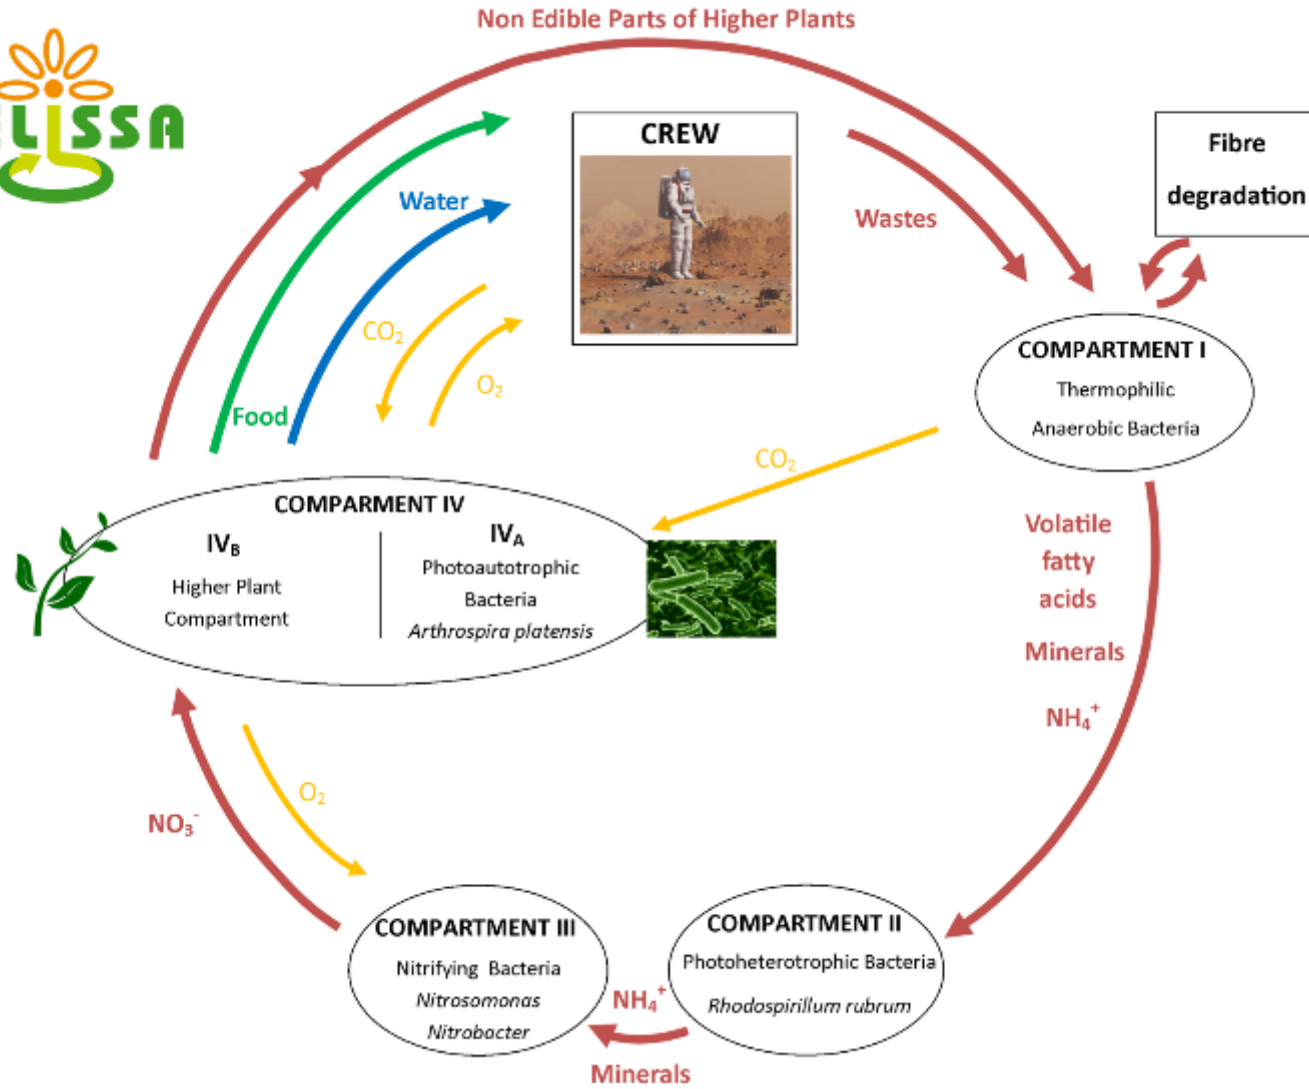 Non Edible Parts of Higher Plants
LISSA
CREW
Fibre
degradation
Water
Wastes
CO₂
O₂
Food
COMPARTMENT I
Thermophilic
Anaerobic Bacteria
CO₂
COMPARMENT IV
IV_B
Higher Plant
Compartment
IV_A
Photoautotrophic
Bacteria
Arthrospira platensis
Volatile
fatty
acids
Minerals
NH₄⁺
O₂
NO₃⁻
COMPARTMENT III
Nitrifying Bacteria
Nitrosomonas
Nitrobacter
COMPARTMENT II
Photoheterotrophic Bacteria
Rhodospirillum rubrum
NH₄⁺
Minerals